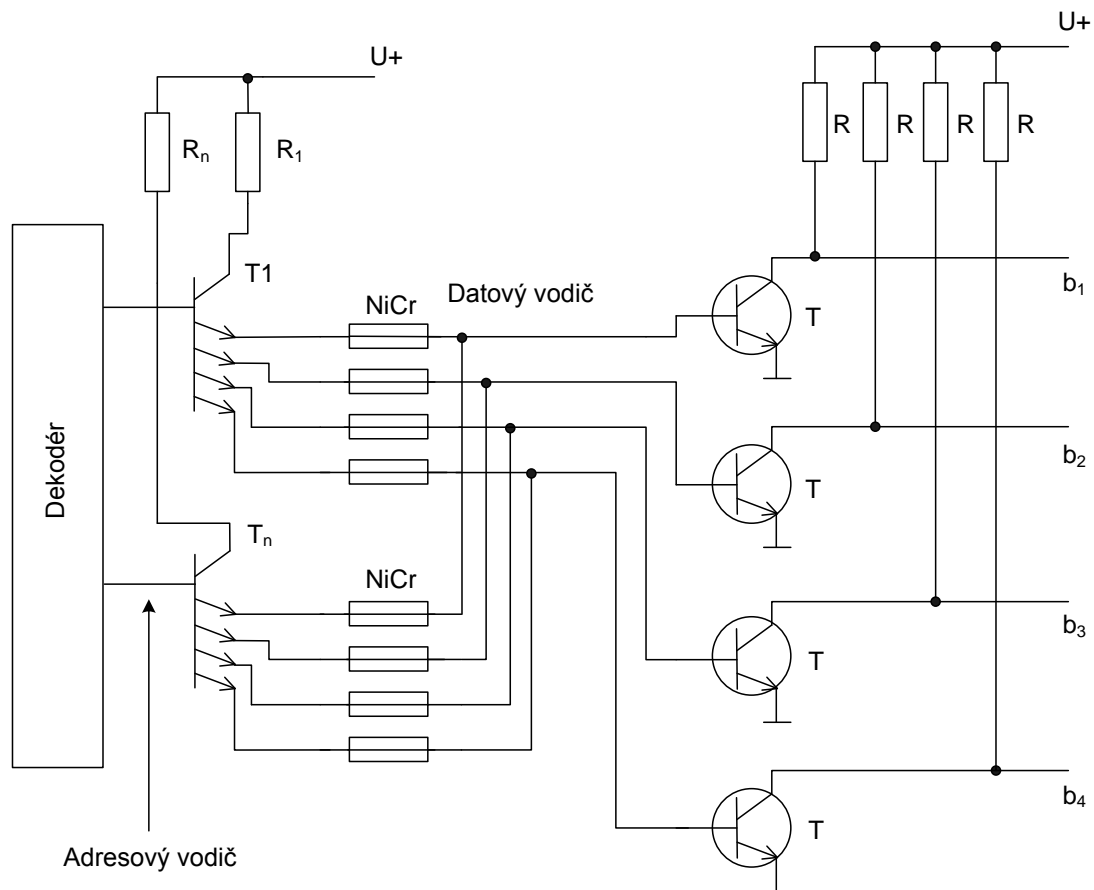 U+
U+
Rₙ
R₁
R
R
R
R
T1
Datový vodič
NiCr
T
b₁
Dekodér
T
b₂
Tₙ
NiCr
T
b₃
Adresový vodič
T
b₄